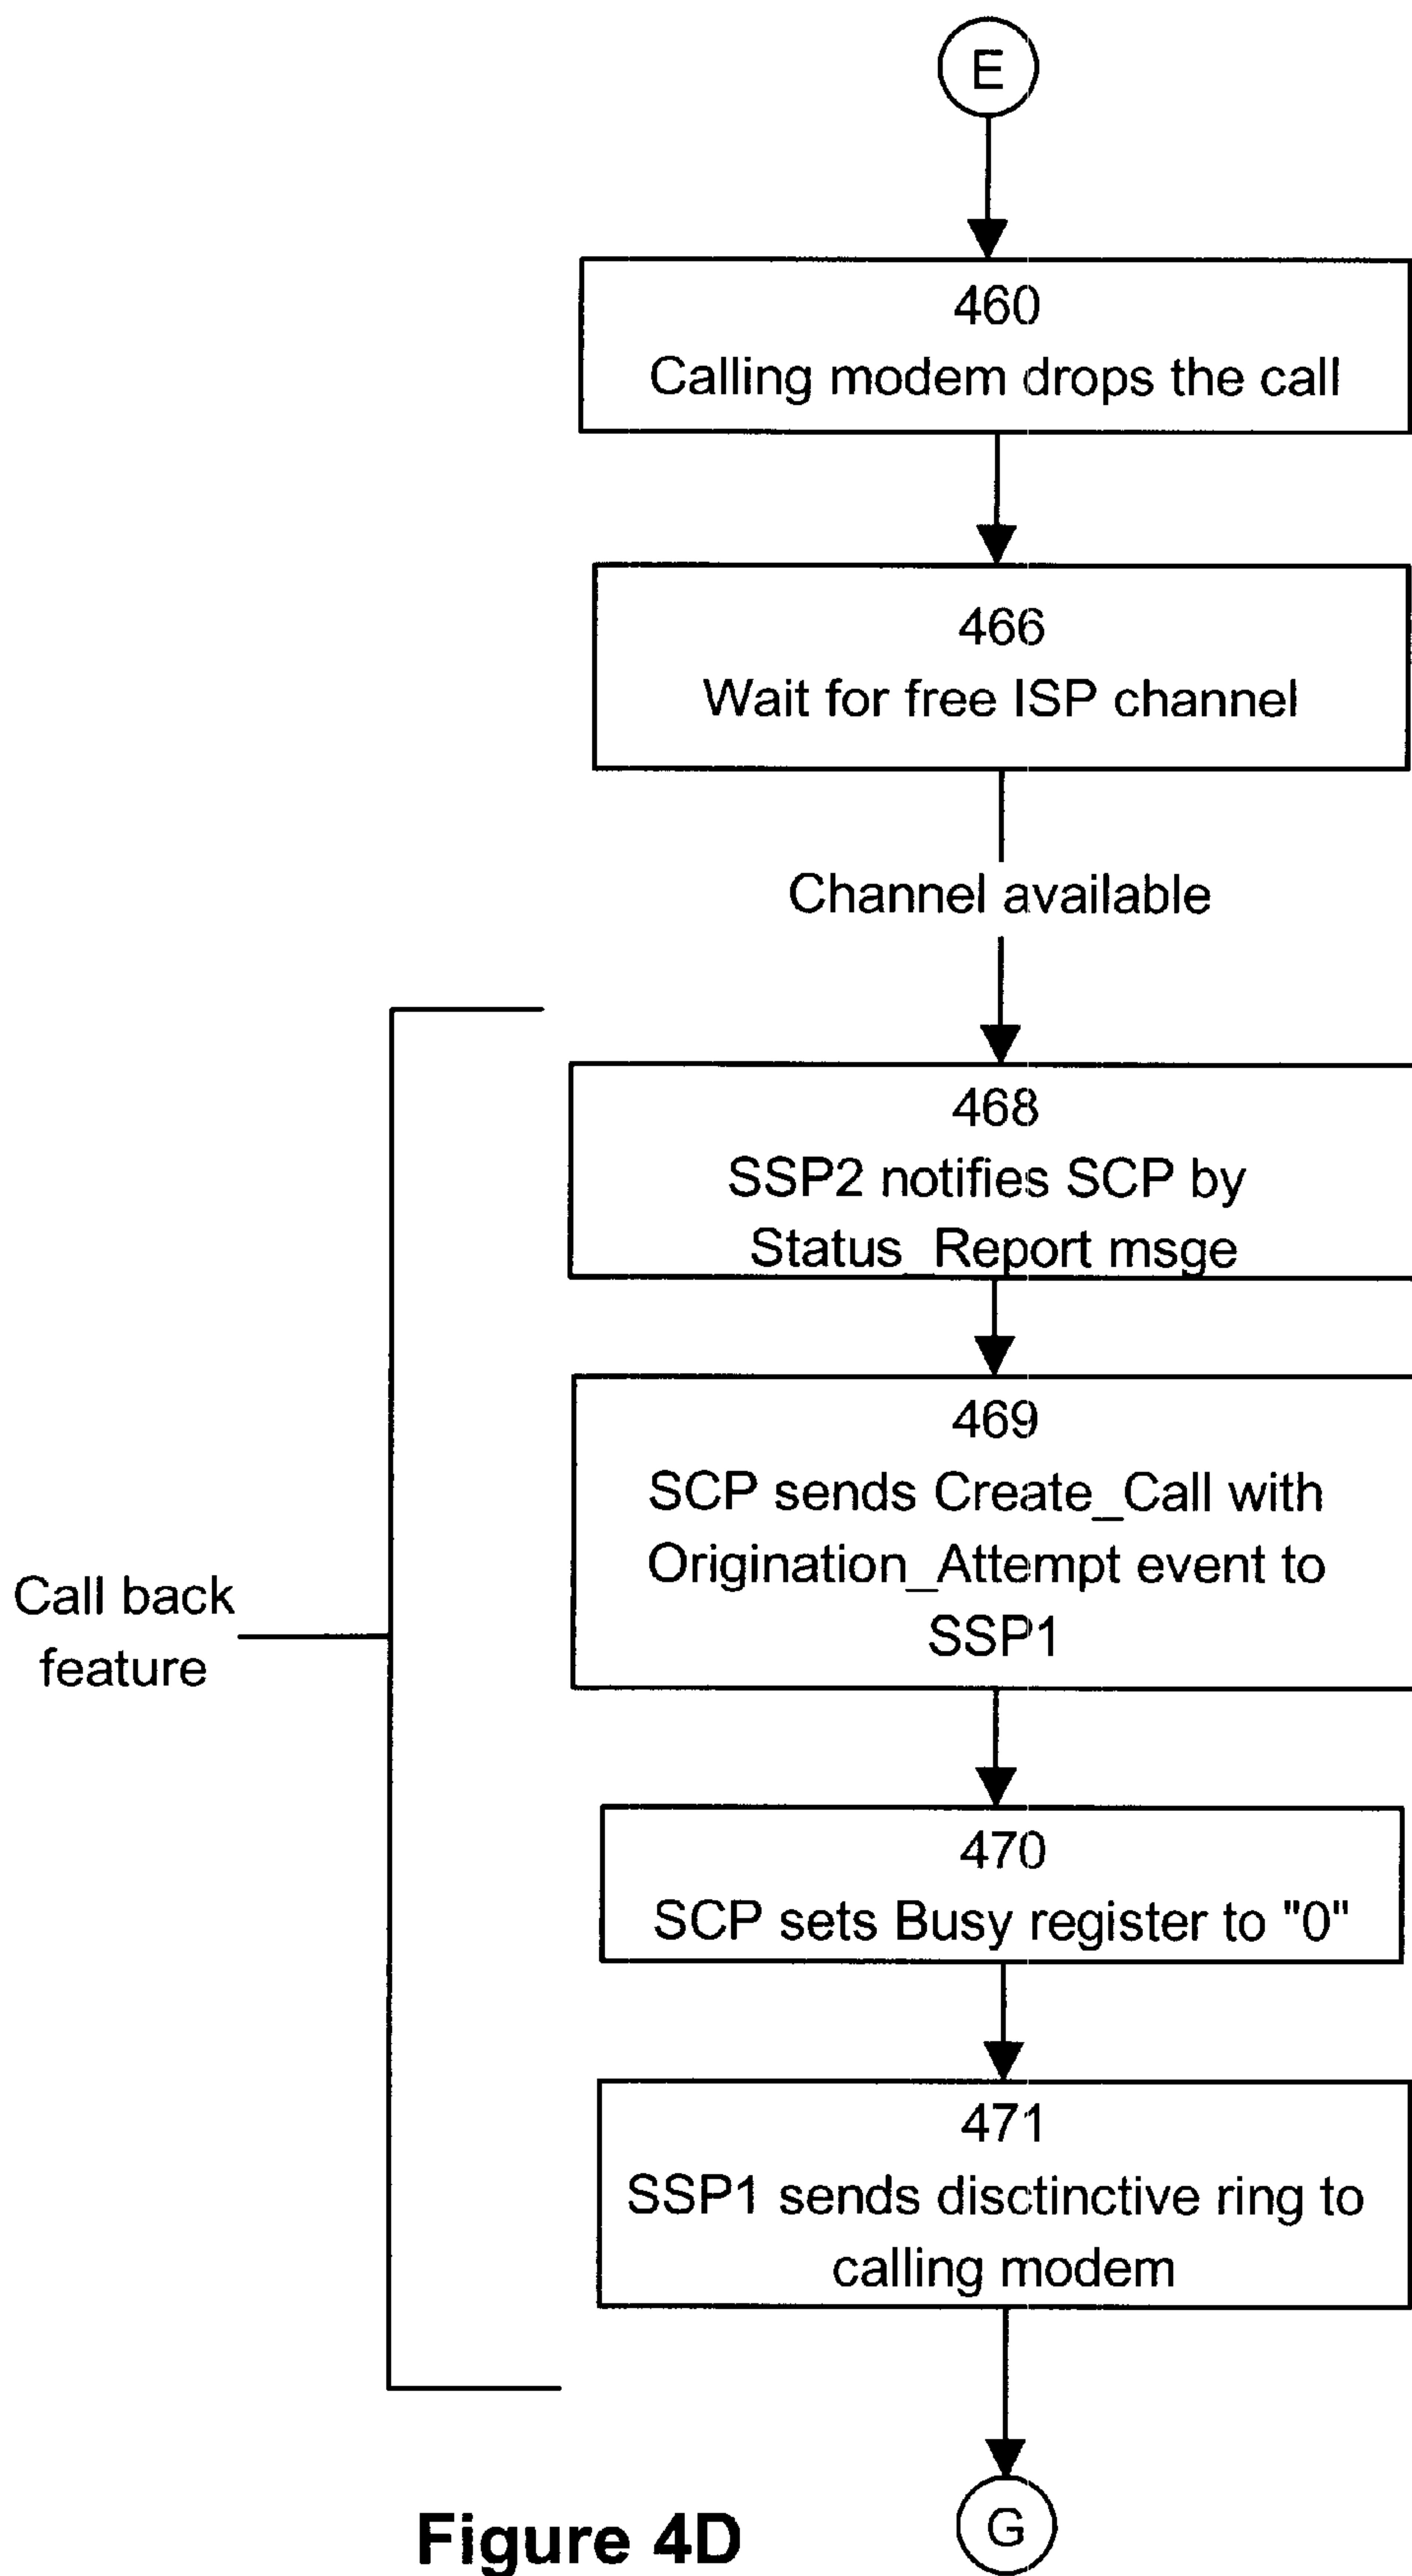 E
460
Calling modem drops the call
466
Wait for free ISP channel
Channel available
468
SSP2 notifies SCP by
Status_Report msge
469
SCP sends Create_Call with
Origination_Attempt event to
SSP1
Call back
feature
470
SCP sets Busy register to "0"
471
SSP1 sends disctinctive ring to
calling modem
G
Figure 4D